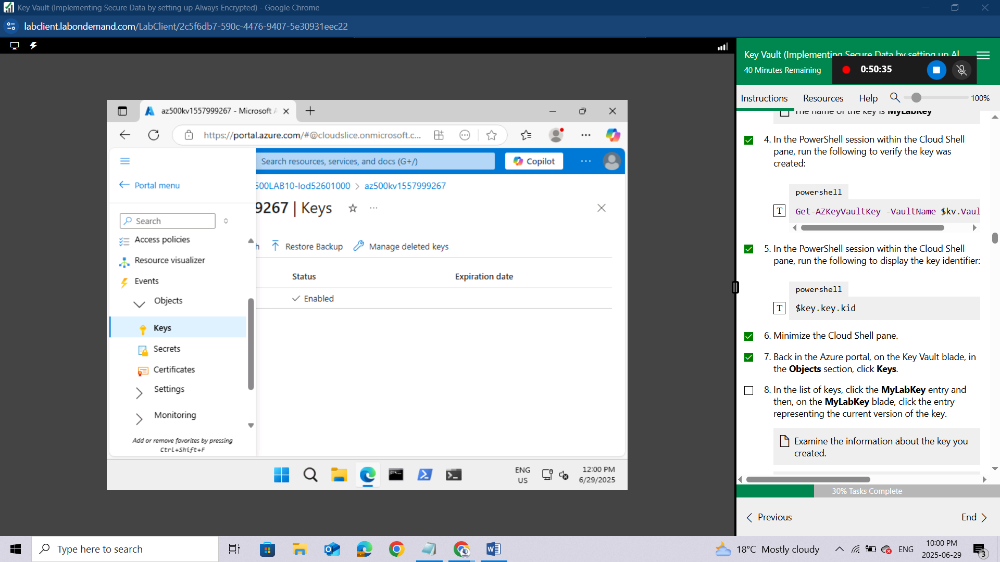 Key Vault (Implementing Secure Data by setting up Always Encrypted) - Google Chrome
labclient.labondemand.com/LabClient/2c5f6db7-590c-4476-9407-5e30931eec22
az500kv1557999267 - Microsoft A
https://portal.azure.com/#@cloudslice.onmicrosoft.c...
Search resources, services, and docs (G+/)
Copilot
Portal menu
500LAB10-lod52601000 > az500kv1557999267
9267 | Keys
Search
Restore Backup
Manage deleted keys
Access policies
Resource visualizer
Events
Objects
Keys
Secrets
Certificates
Settings
Monitoring
Add or remove favorites by pressing
Ctrl+Shift+F
Status
Expiration date
Enabled
ENG
US
12:00 PM
6/29/2025
Key Vault (Implementing Secure Data by setting up Al
40 Minutes Remaining
0:50:35
Instructions
Resources
Help
100%
The name of the key is MyLabKey
4. In the PowerShell session within the Cloud Shell
pane, run the following to verify the key was
created:
powershell
T
Get-AZKeyVaultKey -VaultName $kv.Vaul
5. In the PowerShell session within the Cloud Shell
pane, run the following to display the key identifier:
powershell
T
$key.key.kid
6. Minimize the Cloud Shell pane.
7. Back in the Azure portal, on the Key Vault blade, in
the Objects section, click Keys.
8. In the list of keys, click the MyLabKey entry and
then, on the MyLabKey blade, click the entry
representing the current version of the key.
Examine the information about the key you
created.
30% Tasks Complete
Previous
End
Type here to search
18°C Mostly cloudy
ENG
10:00 PM
2025-06-29
3